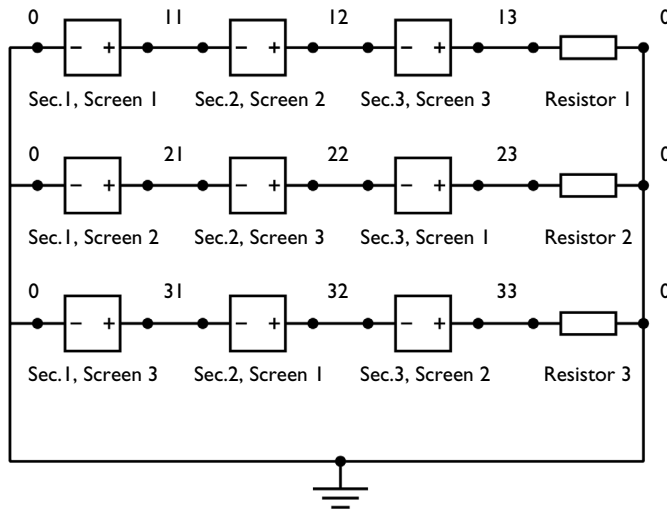 0 11 12 13 0
− + − + − +
Sec.1, Screen 1 Sec.2, Screen 2 Sec.3, Screen 3 Resistor 1
0 21 22 23 0
− + − + − +
Sec.1, Screen 2 Sec.2, Screen 3 Sec.3, Screen 1 Resistor 2
0 31 32 33 0
− + − + − +
Sec.1, Screen 3 Sec.2, Screen 1 Sec.3, Screen 2 Resistor 3